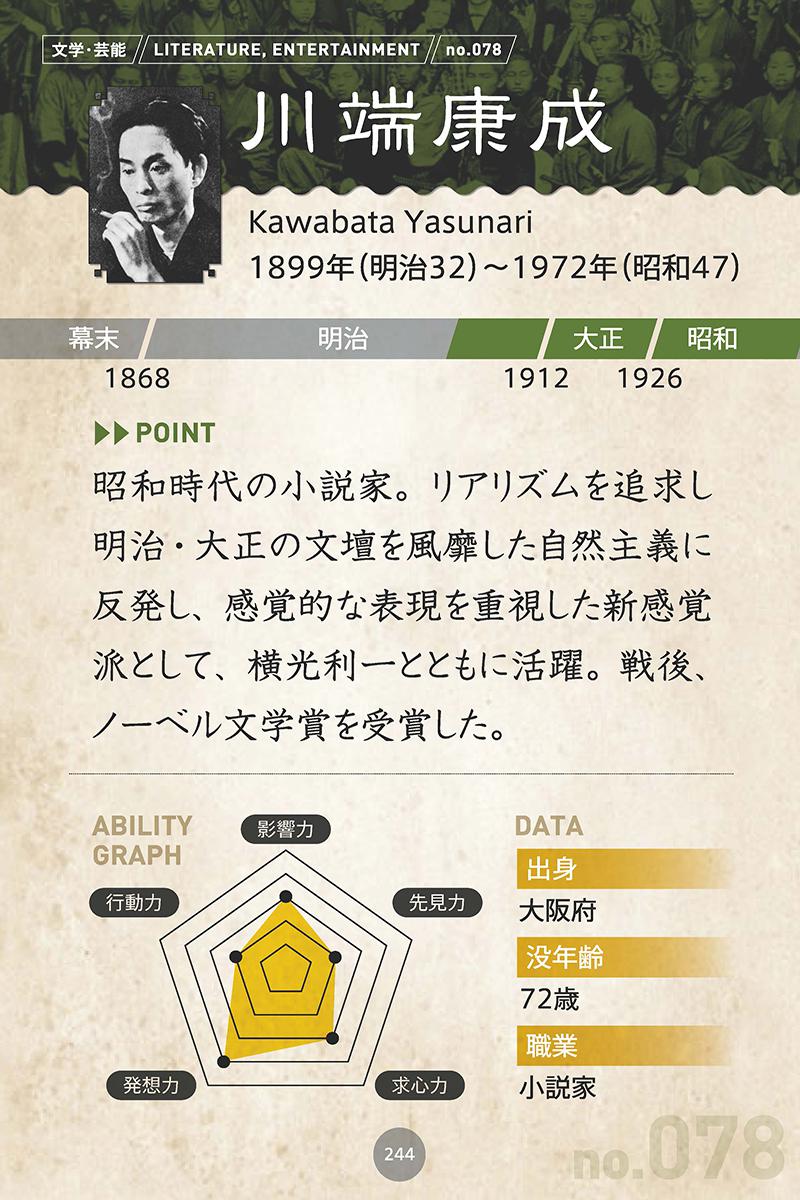 文学・芸能 LITERATURE, ENTERTAINMENT no.078
川端康成
Kawabata Yasunari
1899年(明治32)～1972年(昭和47)
幕末 明治 大正 昭和
1868 1912 1926
POINT
昭和時代の小説家。リアリズムを追求し
明治・大正の文壇を風靡した自然主義に
反発し、感覚的な表現を重視した新感覚
派として、横光利一とともに活躍。戦後、
ノーベル文学賞を受賞した。
ABILITY
GRAPH
影響力
行動力
先見力
発想力
求心力
DATA
出身
大阪府
没年齢
72歳
職業
小説家
244
no.078